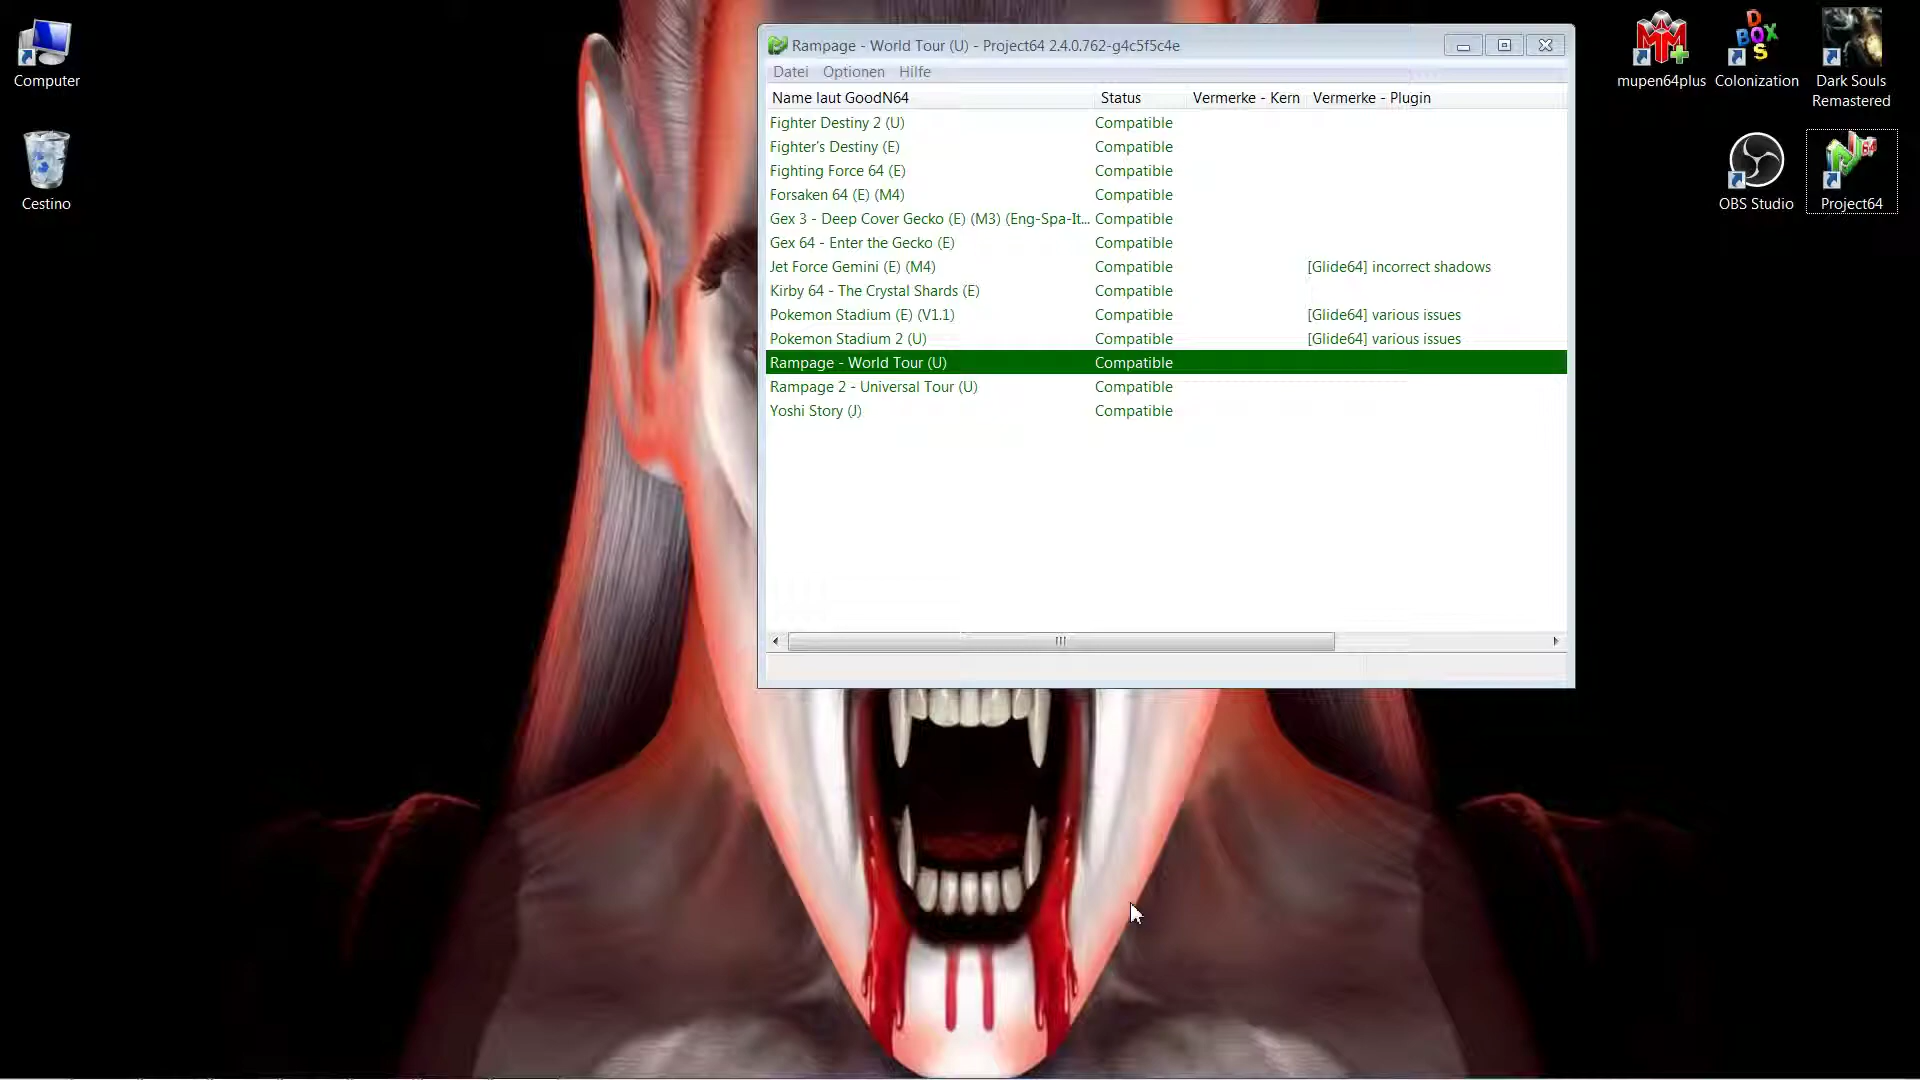 Computer
Cestino
Rampage - World Tour (U) - Project64 2.4.0.762-g4c5f5c4e
Datei Optionen Hilfe
Name laut GoodN64 Status Vermerke - Kern Vermerke - Plugin
Fighter Destiny 2 (U) Compatible
Fighter's Destiny (E) Compatible
Fighting Force 64 (E) Compatible
Forsaken 64 (E) (M4) Compatible
Gex 3 - Deep Cover Gecko (E) (M3) (Eng-Spa-It... Compatible
Gex 64 - Enter the Gecko (E) Compatible
Jet Force Gemini (E) (M4) Compatible [Glide64] incorrect shadows
Kirby 64 - The Crystal Shards (E) Compatible
Pokemon Stadium (E) (V1.1) Compatible [Glide64] various issues
Pokemon Stadium 2 (U) Compatible [Glide64] various issues
Rampage - World Tour (U) Compatible
Rampage 2 - Universal Tour (U) Compatible
Yoshi Story (J) Compatible
DOSBOX
mupen64plus Colonization Dark Souls
Remastered
64
OBS Studio Project64